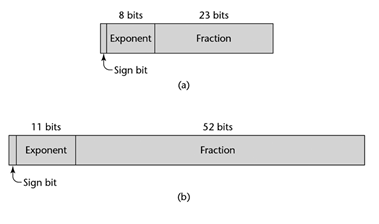 8 bits 23 bits
Exponent Fraction
Sign bit
(a)
11 bits 52 bits
Exponent Fraction
Sign bit
(b)